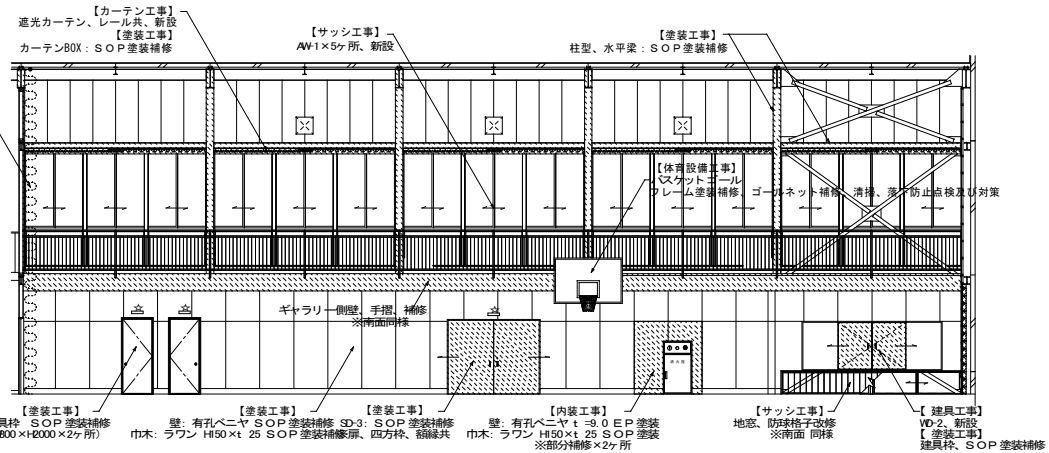 【カーテン工事】
遮光カーテン、レール共、新設
【塗装工事】
カーテンBOX：ＳＯＰ塗装補修
【サッシ工事】
AW-1×5ヶ所、新設
【塗装工事】
柱型、水平梁：ＳＯＰ塗装補修
【体育設備工事】
バスケットゴール
フレーム塗装補修、ゴールネット補修、清掃、落下防止点検及び対策
ギャラリー側壁、手摺、補修
※南面同様
【塗装工事】
具枠 ＳＯＰ塗装補修
800×H2000×2ヶ所）
【塗装工事】
壁：有孔ベニヤ ＳＯＰ塗装補修
巾木：ラワン H150×t 25 ＳＯＰ塗装補修
【塗装工事】
SD-3：ＳＯＰ塗装補修
※扉、四方枠、額縁共
【内装工事】
壁：有孔ベニヤ t =9.0 ＥＰ塗装
巾木：ラワン H150×t 25 ＳＯＰ塗装
※部分補修×2ヶ所
【サッシ工事】
地窓、防球格子改修
※南面 同様
【 建具工事】
WD-2、新設
【 塗装工事】
建具枠、ＳＯＰ塗装補修